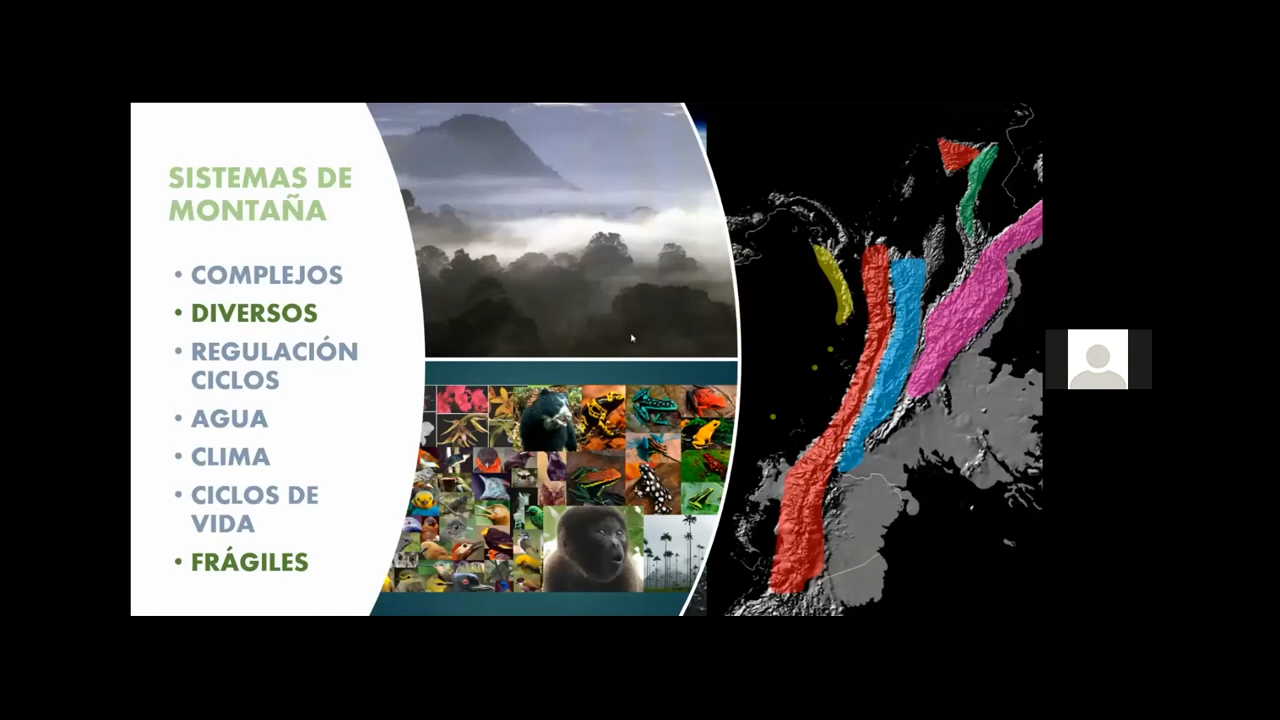 SISTEMAS DE
MONTAÑA
• COMPLEJOS
• DIVERSOS
• REGULACIÓN
CICLOS
• AGUA
• CLIMA
• CICLOS DE
VIDA
• FRÁGILES